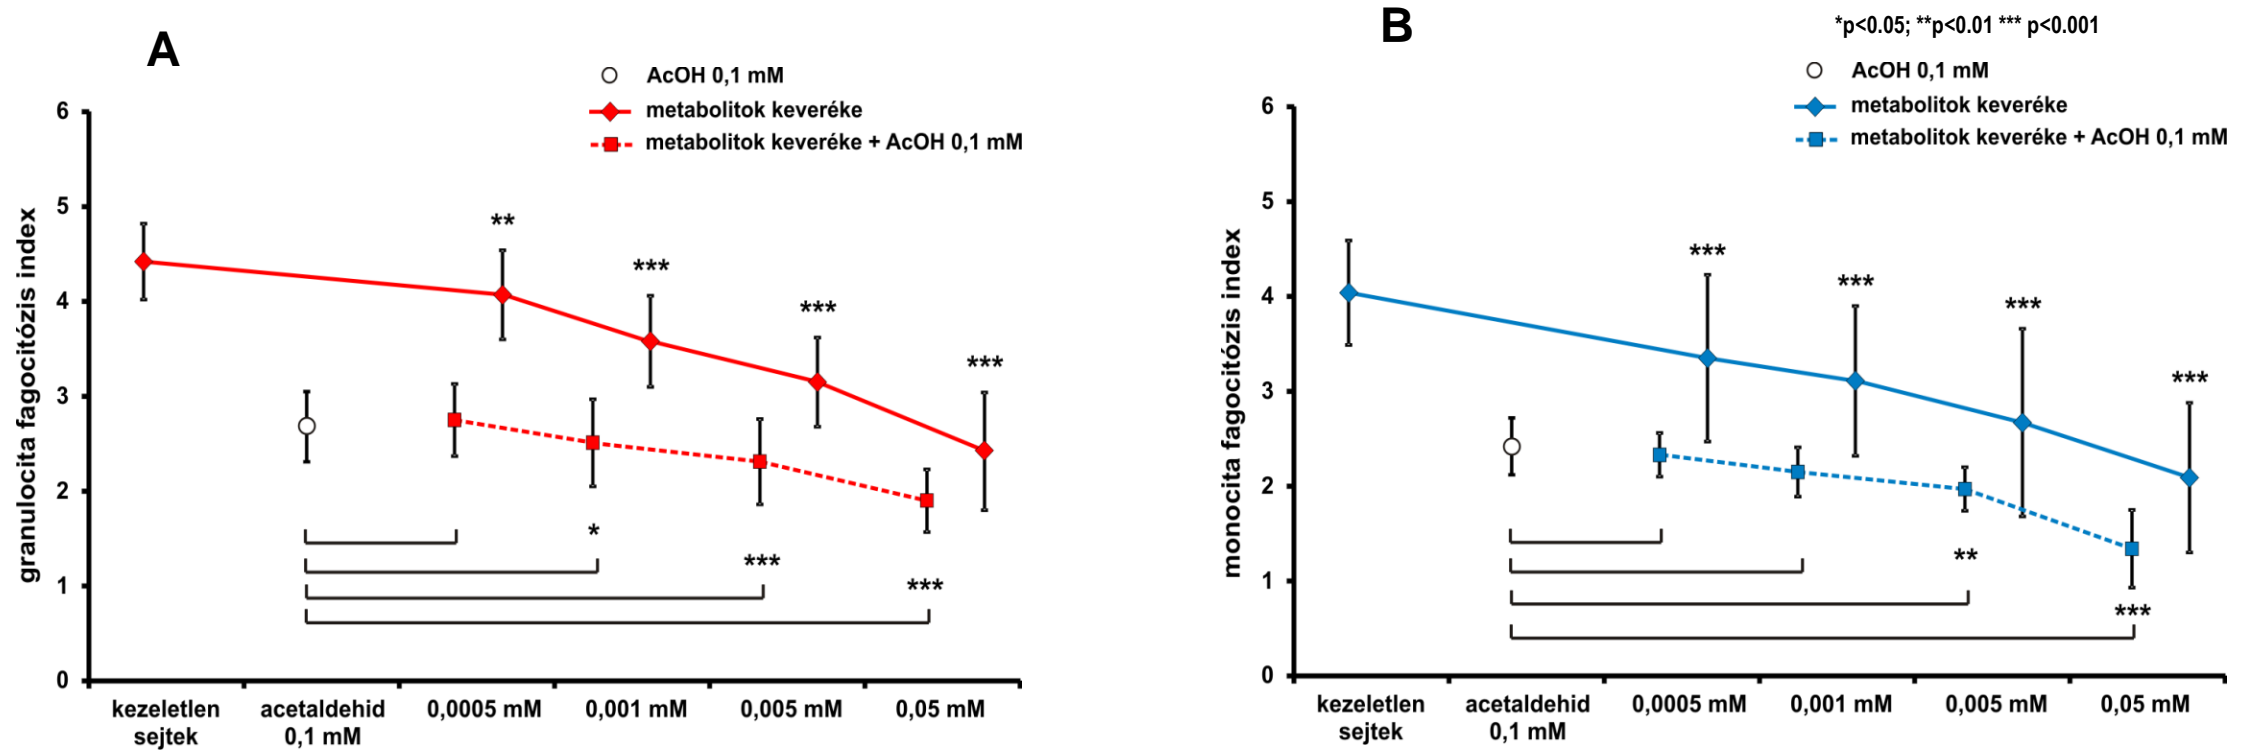 A
AcOH 0,1 mM
metabolitok keveréke
metabolitok keveréke + AcOH 0,1 mM
granulocita fagocitózis index
6
5
4
3
2
1
0
**
***
***
***
*
***
***
kezeletlen
sejtek
acetaldehid
0,1 mM
0,0005 mM
0,001 mM
0,005 mM
0,05 mM
B
*p<0.05; **p<0.01 *** p<0.001
AcOH 0,1 mM
metabolitok keveréke
metabolitok keveréke + AcOH 0,1 mM
monocita fagocitózis index
6
5
4
3
2
1
0
***
***
***
***
**
***
kezeletlen
sejtek
acetaldehid
0,1 mM
0,0005 mM
0,001 mM
0,005 mM
0,05 mM